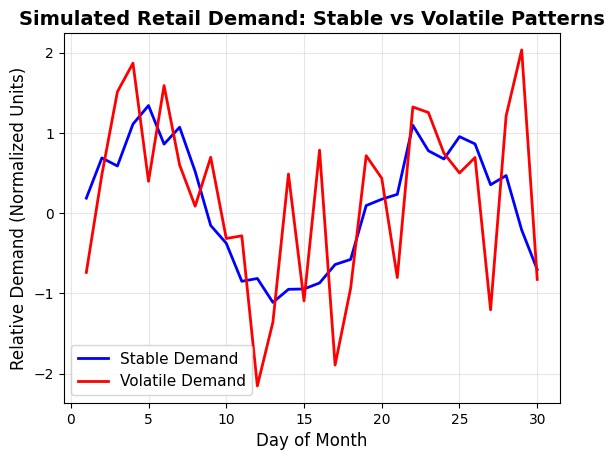 Simulated Retail Demand: Stable vs Volatile Patterns
Relative Demand (Normalized Units)
2
1
0
−1
−2
Stable Demand
Volatile Demand
0 5 10 15 20 25 30
Day of Month